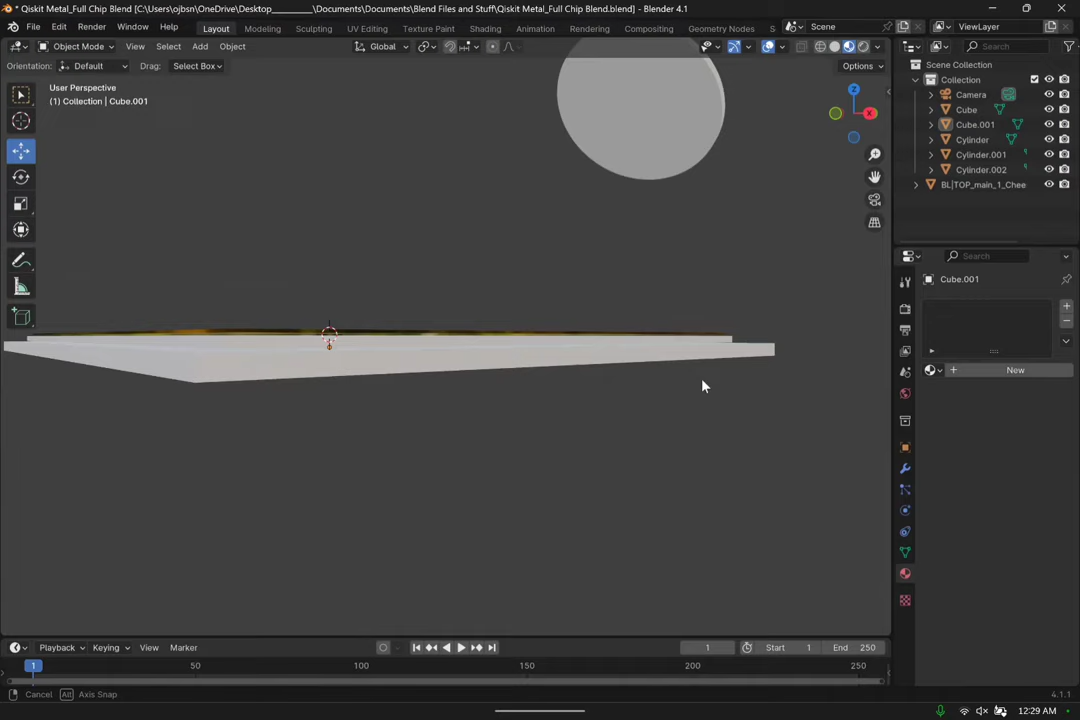 * Qiskit Metal_Full Chip Blend [C:\Users\ojbsn\OneDrive\Desktop_________\Documents\Documents\Blend Files and Stuff\Qiskit Metal_Full Chip Blend.blend] - Blender 4.1
File Edit Render Window Help Layout Modeling Sculpting UV Editing Texture Paint Shading Animation Rendering Compositing Geometry Nodes S Scene ViewLayer
Object Mode View Select Add Object Global Options Search
Orientation: Default Drag: Select Box
User Perspective
(1) Collection | Cube.001
Z
X
Scene Collection
Collection
Camera
Cube
Cube.001
Cylinder
Cylinder.001
Cylinder.002
BL|TOP_main_1_Chee
Search
Cube.001
New
Playback Keying View Marker 1 Start 1 End 250
1 50 100 150 200 250
Cancel Alt Axis Snap 4.1.1
12:29 AM